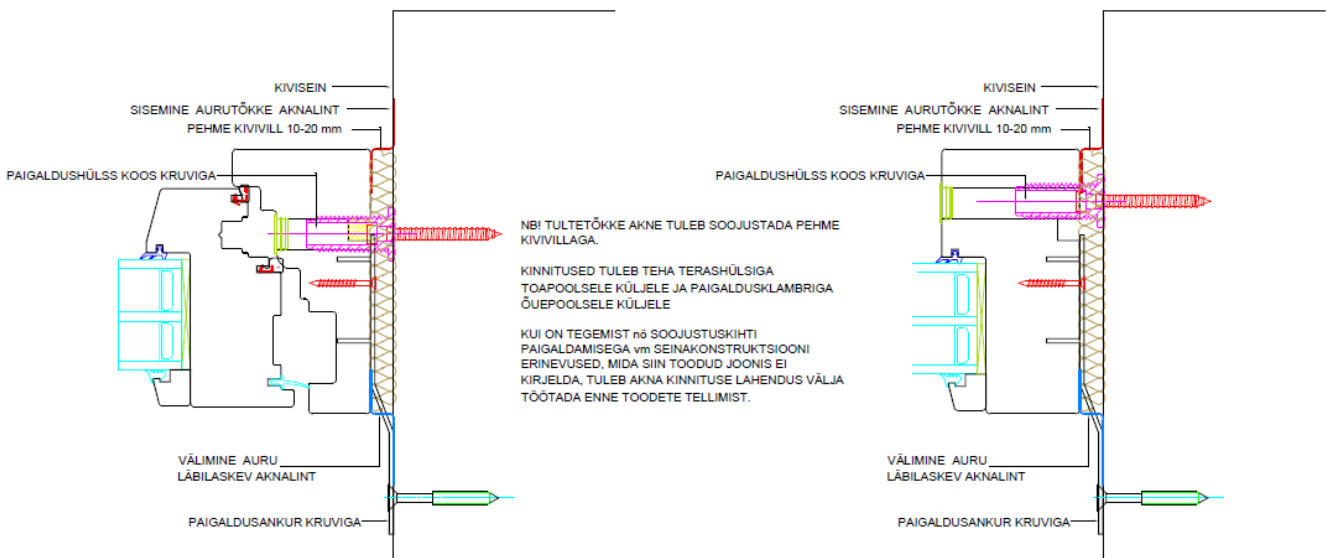 KIVISEIN
SISEMINE AURUTÕKKE AKNALINT
PEHME KIVIVILL 10-20 mm
PAIGALDUSHÜLSS KOOS KRUVIGA
VÄLIMINE AURU
LÄBILASKEV AKNALINT
PAIGALDUSANKUR KRUVIGA
NB! TULTETÕKKE AKNE TULEB SOOJUSTADA PEHME
KIVIVILLAGA.
KINNITUSED TULEB TEHA TERASHÜLSIGA
TOAPOOLSELE KÜLJELE JA PAIGALDUSKLAMBRIGA
ÕUEPOOLSELE KÜLJELE
KUI ON TEGEMIST nö SOOJUSTUSKIHTI
PAIGALDAMISEGA vm SEINAKONSTRUKTSIOONI
ERINEVUSED, MIDA SIIN TOODUD JOONIS EI
KIRJELDA, TULEB AKNA KINNITUSE LAHENDUS VÄLJA
TÖÖTADA ENNE TOODETE TELLIMIST.
KIVISEIN
SISEMINE AURUTÕKKE AKNALINT
PEHME KIVIVILL 10-20 mm
PAIGALDUSHÜLSS KOOS KRUVIGA
VÄLIMINE AURU
LÄBILASKEV AKNALINT
PAIGALDUSANKUR KRUVIGA